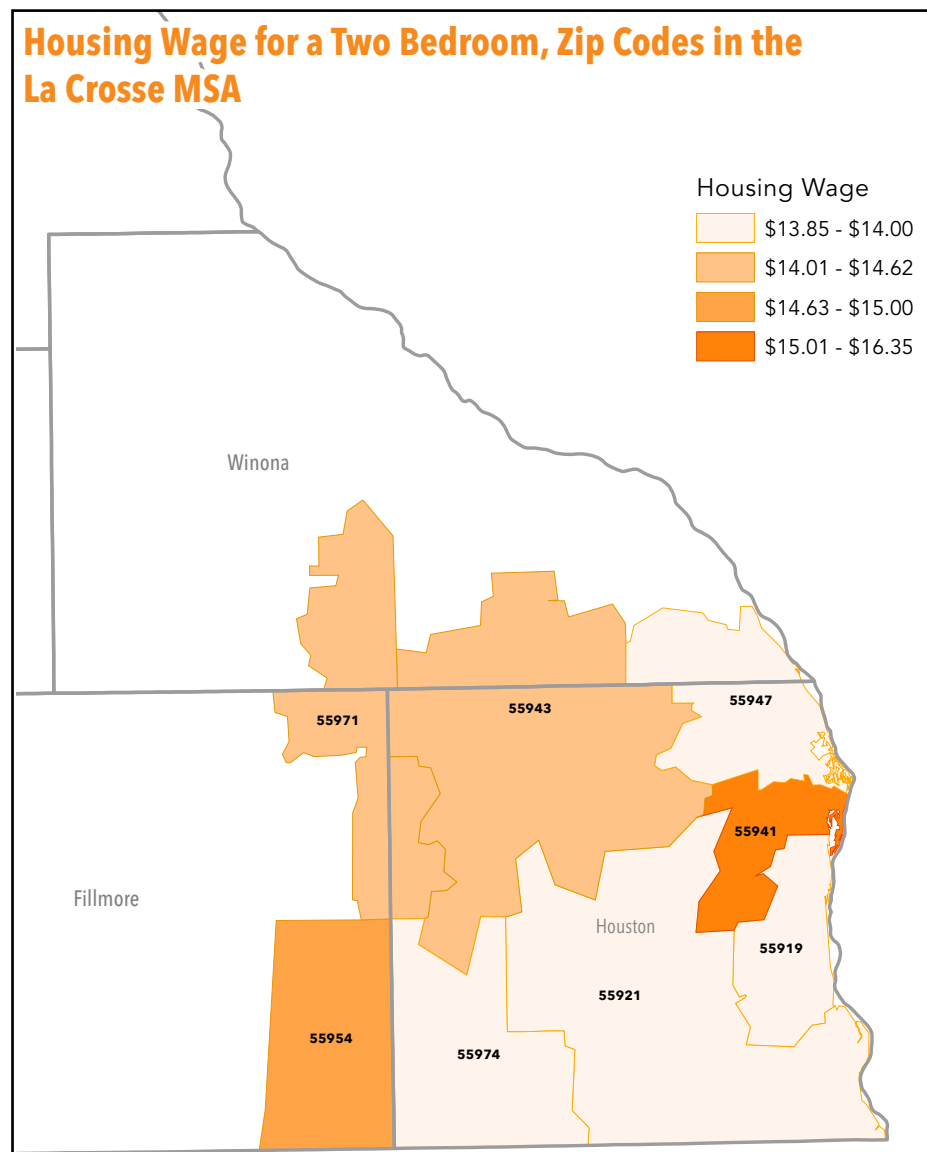 Housing Wage for a Two Bedroom, Zip Codes in the
La Crosse MSA
Housing Wage
$13.85 - $14.00
$14.01 - $14.62
$14.63 - $15.00
$15.01 - $16.35
Winona
55947
55943
55971
55941
Fillmore
Houston
55919
55921
55954
55974